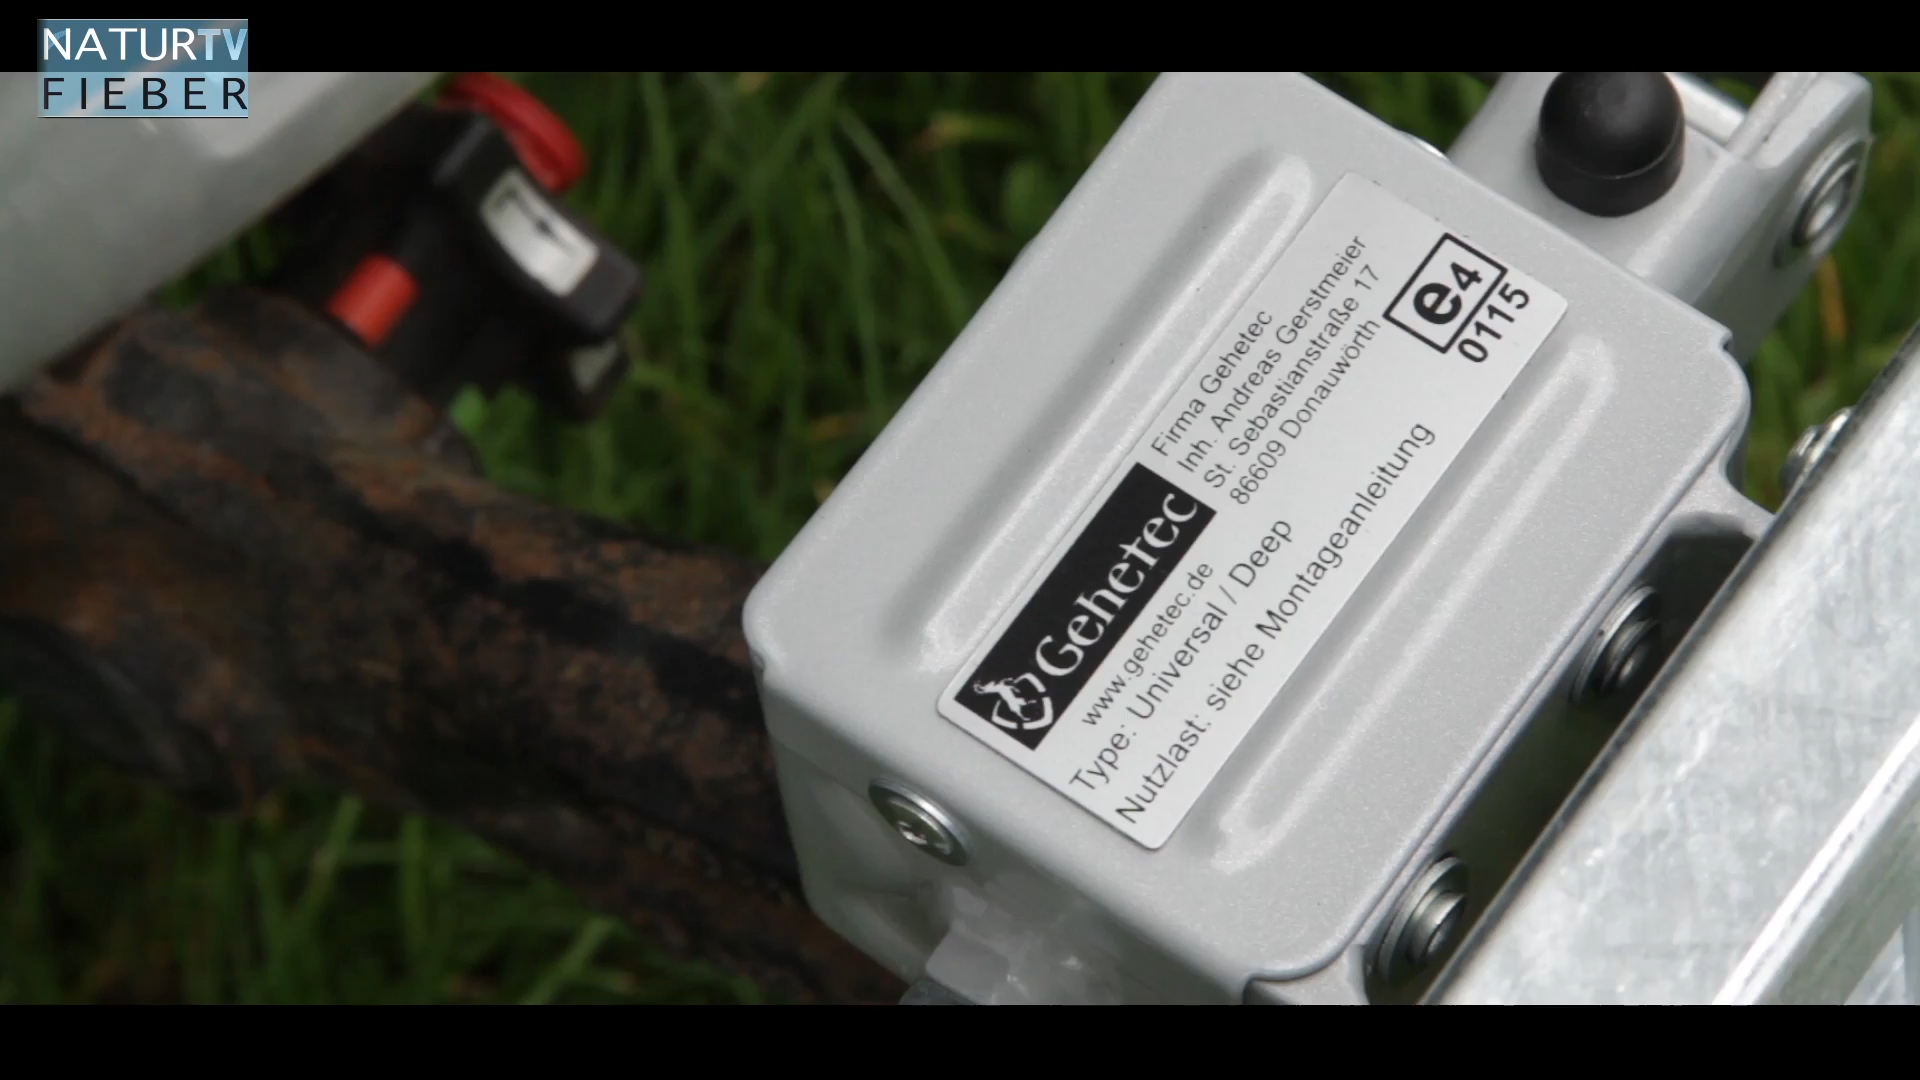 NATURTV
FIEBER
Gehetec
Firma Gehetec
Inh. Andreas Gerstmeier
St. Sebastianstraße 17
86609 Donauwörth
e4
0115
www.gehetec.de
Type: Universal / Deep
Nutzlast: siehe Montageanleitung